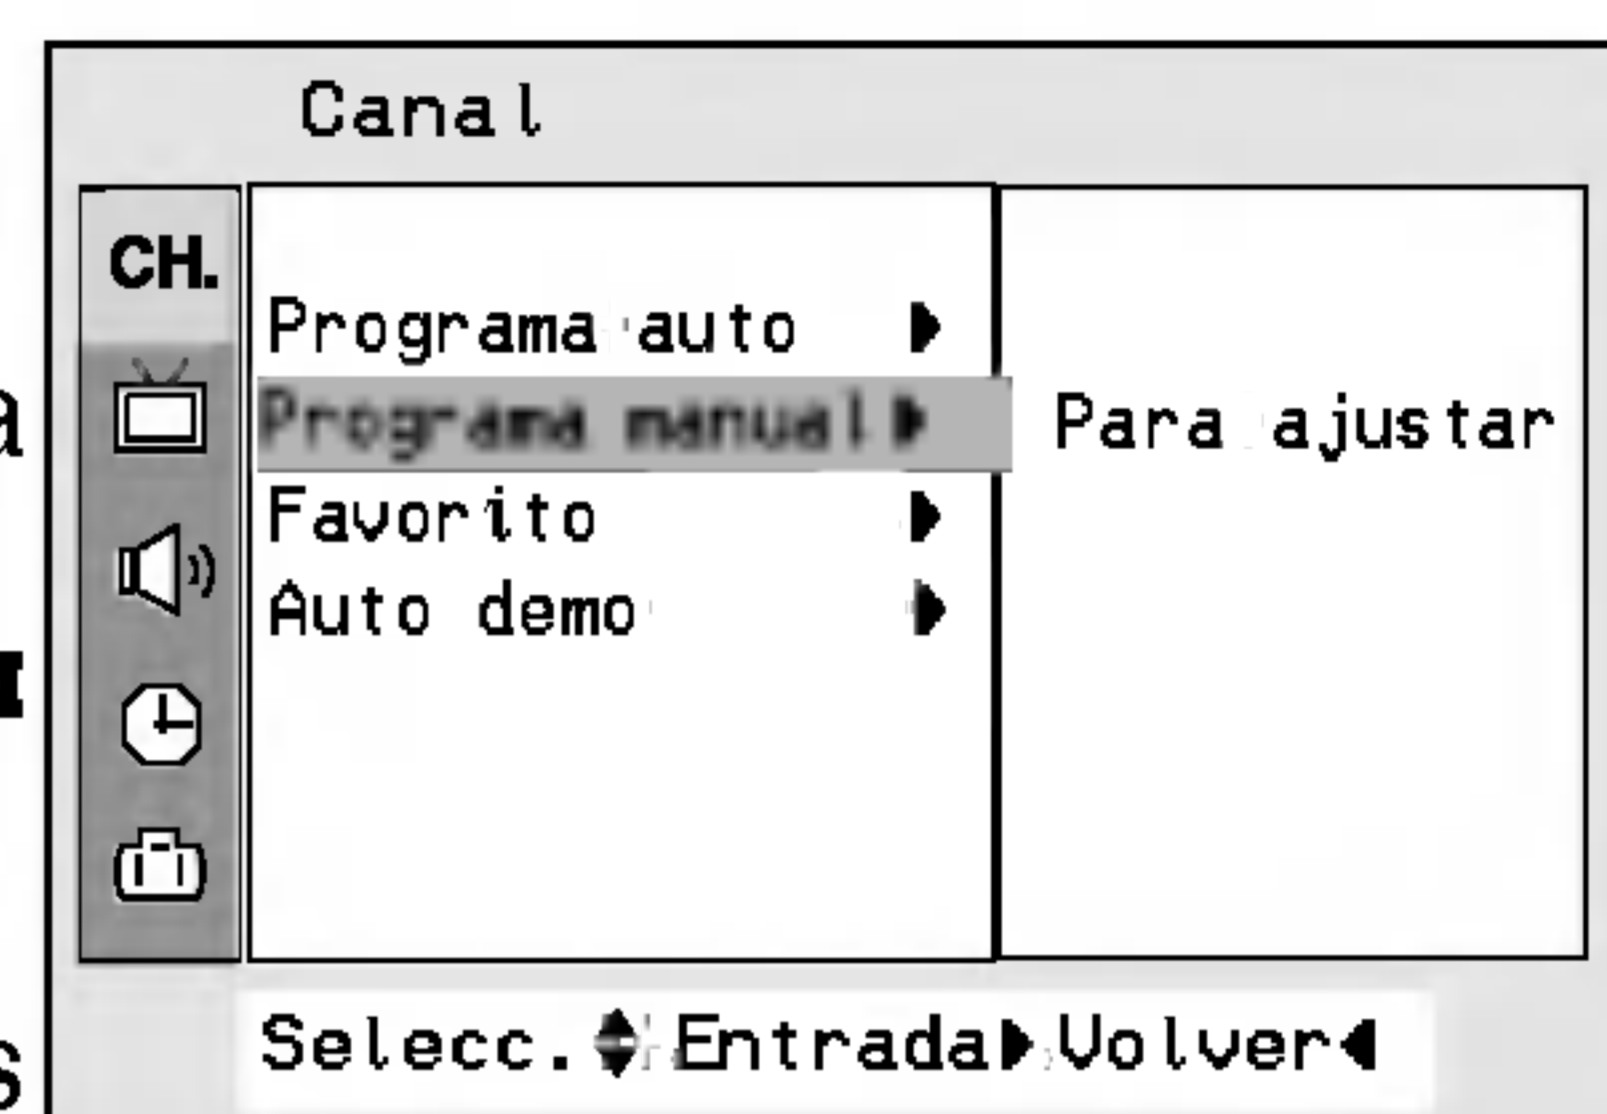 Canal
CH.
Programa auto
Programa manual Para ajustar
Favorito
Auto demo
Selecc. Entrada Volver
a
s